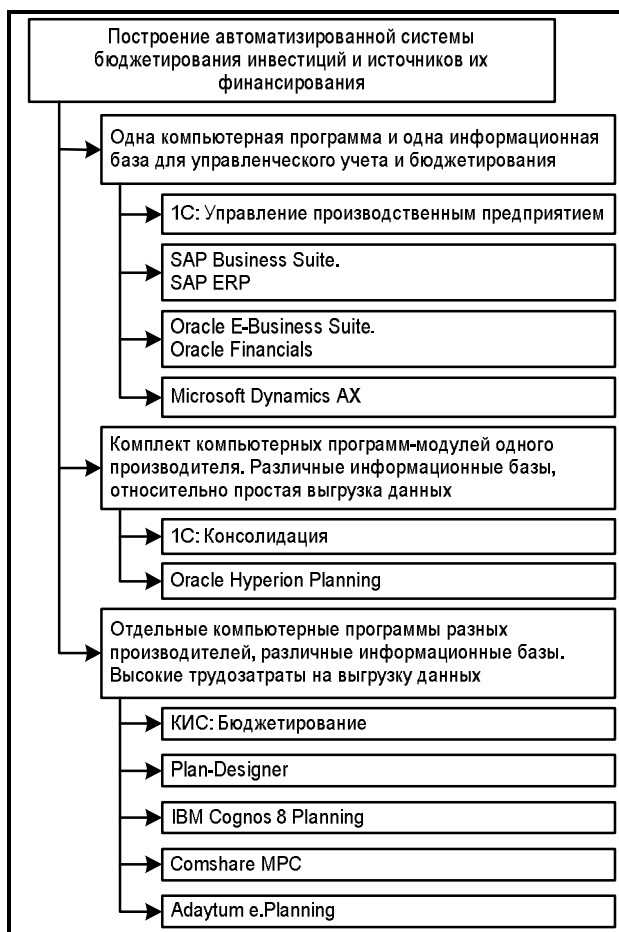 Построение автоматизированной системы
бюджетирования инвестиций и источников их
финансирования
Одна компьютерная программа и одна информационная
база для управленческого учета и бюджетирования
1С: Управление производственным предприятием
SAP Business Suite.
SAP ERP
Oracle E-Business Suite.
Oracle Financials
Microsoft Dynamics AX
Комплект компьютерных программ-модулей одного
производителя. Различные информационные базы,
относительно простая выгрузка данных
1С: Консолидация
Oracle Hyperion Planning
Отдельные компьютерные программы разных
производителей, различные информационные базы.
Высокие трудозатраты на выгрузку данных
КИС: Бюджетирование
Plan-Designer
IBM Cognos 8 Planning
Comshare MPC
Adaytum e.Planning